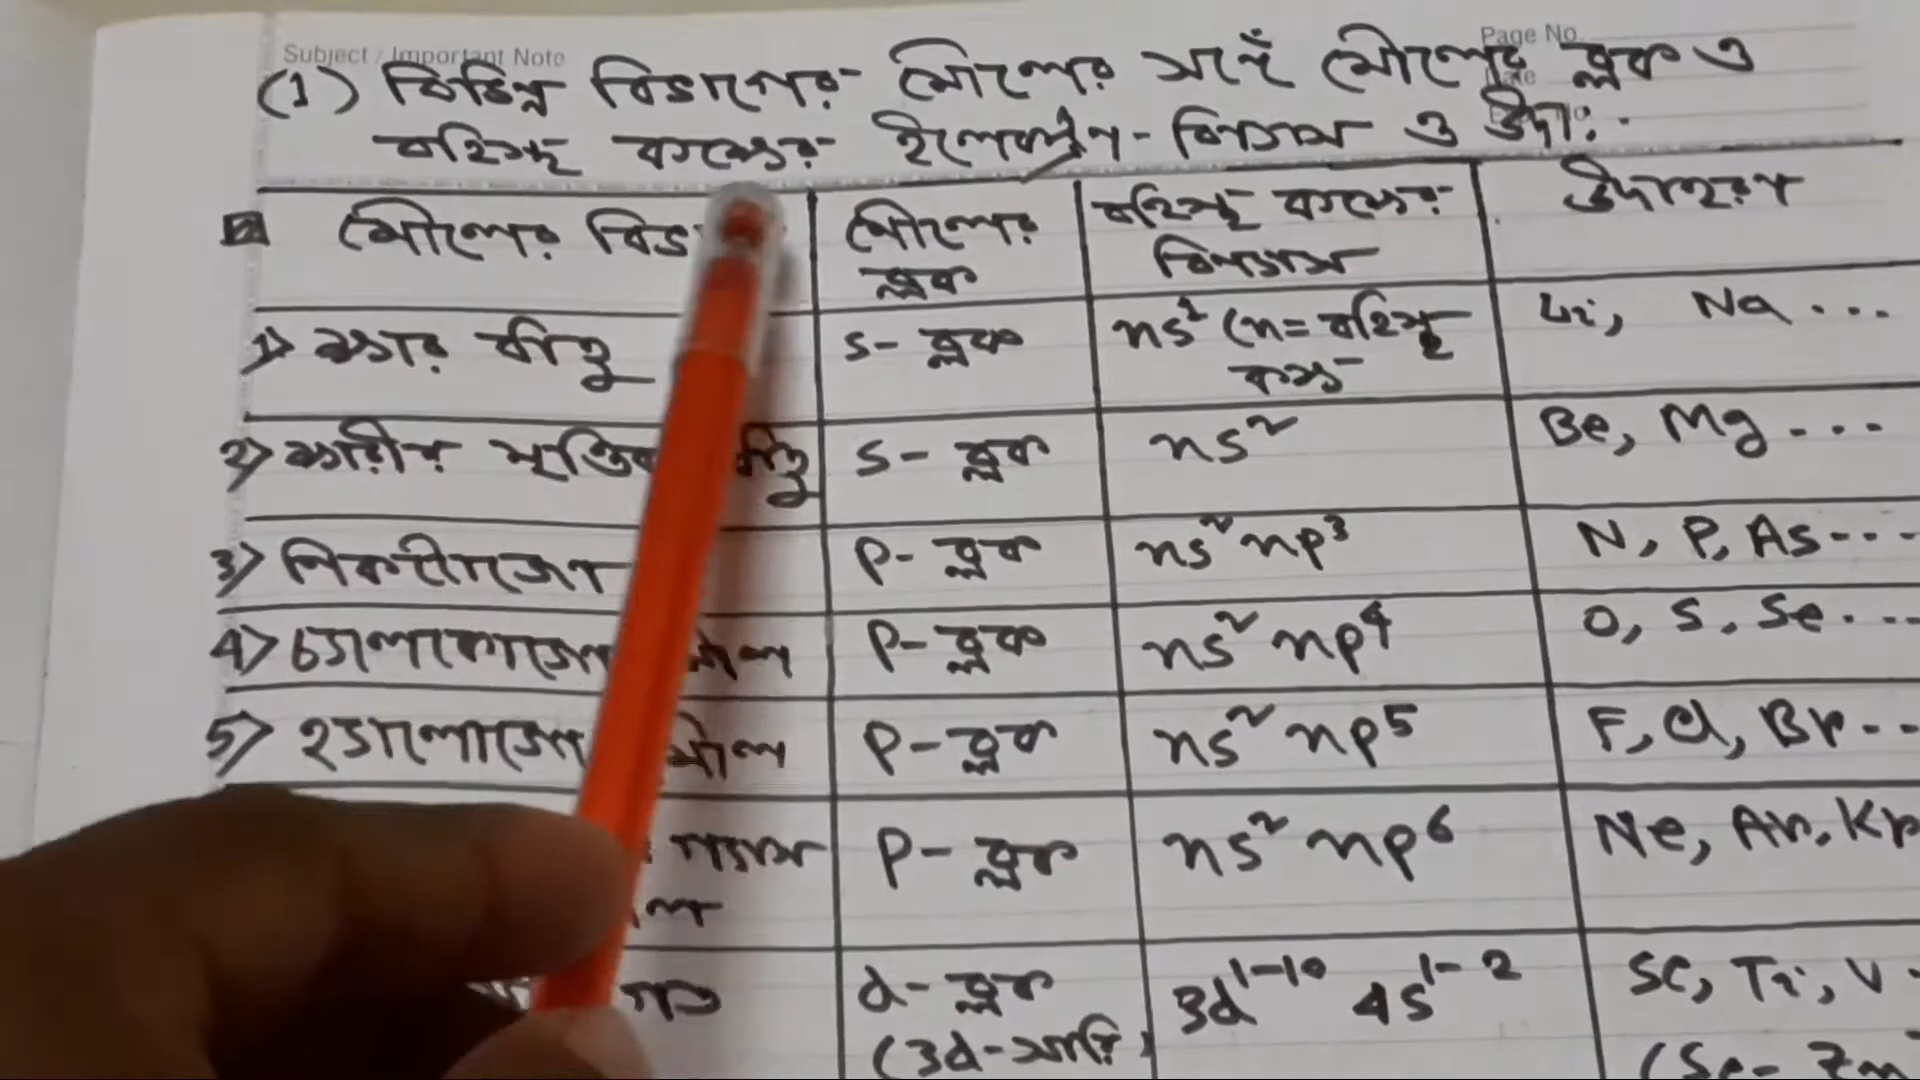 Subject / Important Note
Page No.
(1) বিভিন্ন বিভাগের মৌলের সহিঁ মৌলের ব্লক ও
বহিস্থ কক্ষের ইলেকট্রন-বিন্যাস ও উদা:
মৌলের মৌলের ব্লক বহিস্থ কক্ষের বিন্যাস উদাহরণ
1> ক্ষার ধাতু s- ব্লক ns¹ (n= বহিস্থ কক্ষ Li, Na ...
2> ক্ষারীয় ধাতু s- ব্লক ns² Be, Mg ...
3> নিকটোজেন p- ব্লক ns² np³ N, P, As ...
4> চ্যালকোজেন মৌল p- ব্লক ns² np⁴ O, S, Se ...
5> হ্যালোজেন মৌল p- ব্লক ns² np⁵ F, Cl, Br ...
গ্যাস p- ব্লক ns² np⁶ Ne, Ar, Kr
d- ব্লক (3d-সারি) 3d¹⁻¹⁰ 4s¹⁻² Sc, Ti, V
(Sc- Zn